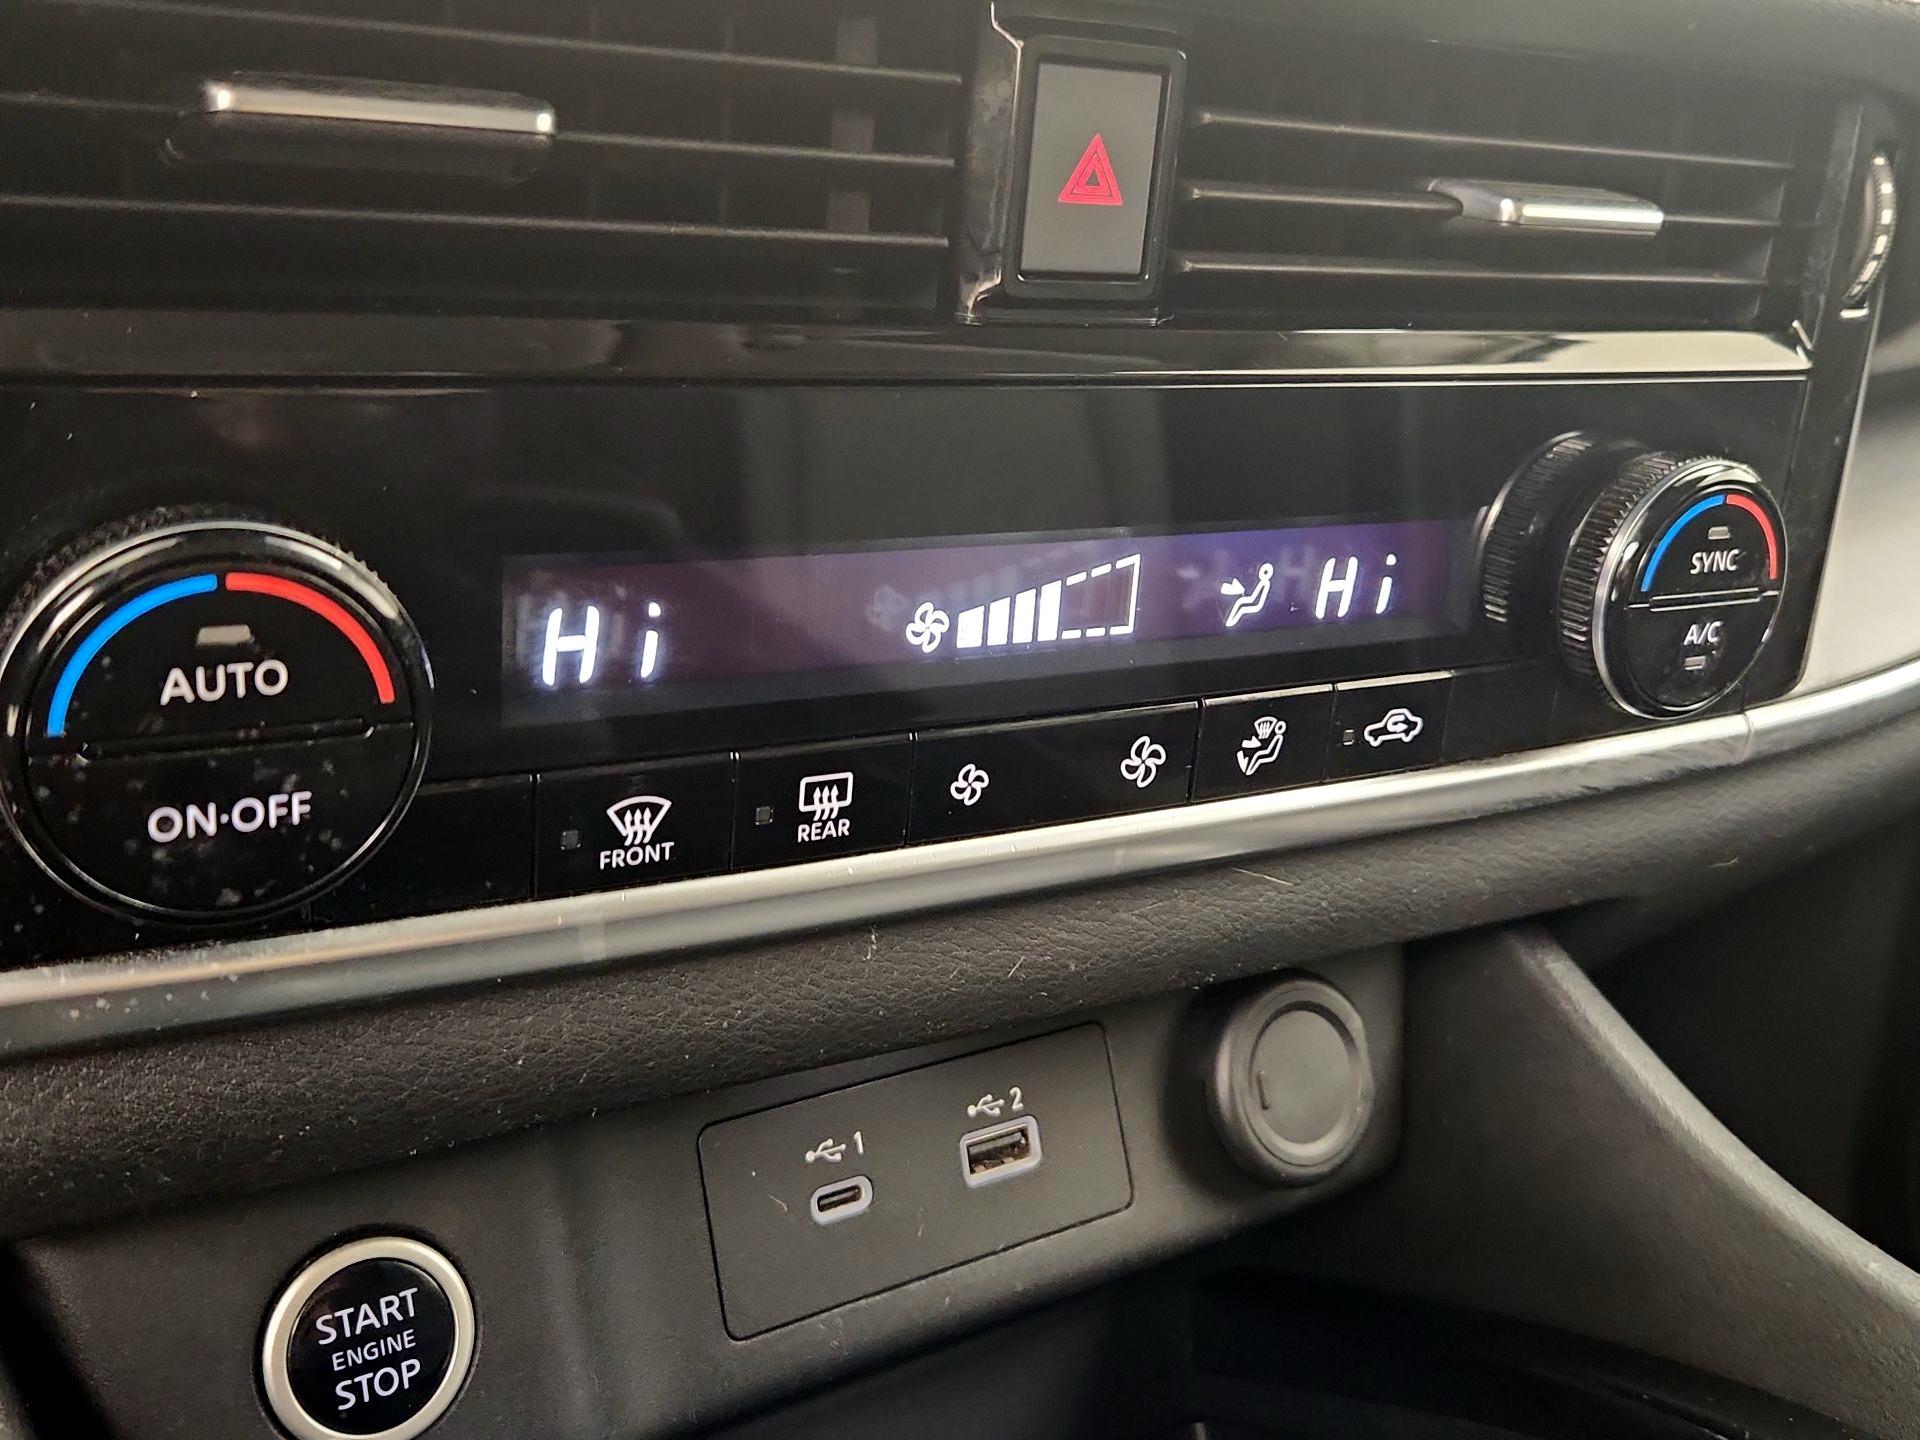 Hi
Hi
AUTO
ON·OFF
SYNC
A/C
FRONT
REAR
1
2
START
ENGINE
STOP